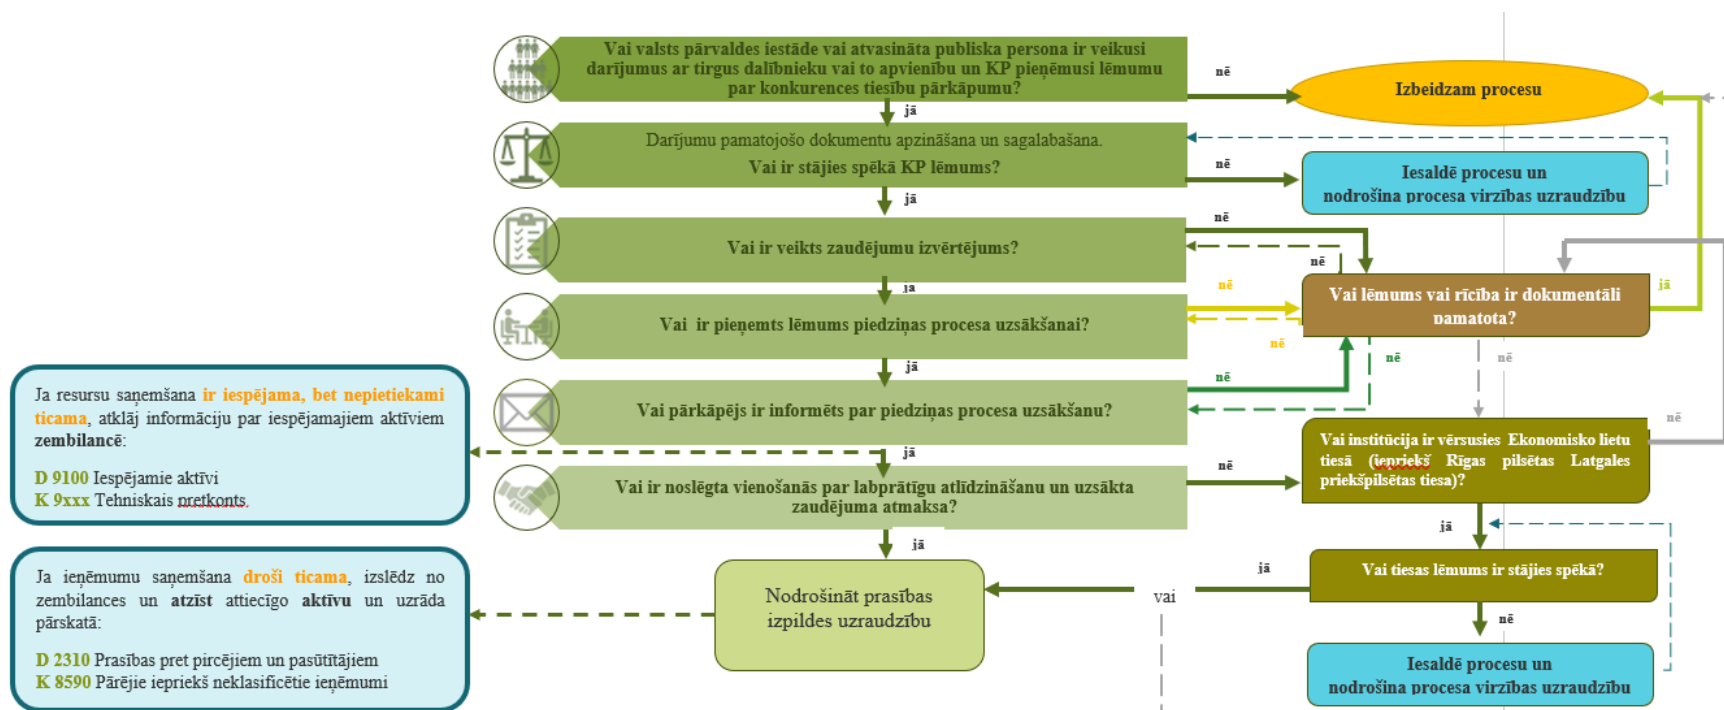 Vai valsts pārvaldes iestāde vai atvasināta publiska persona ir veikusi
darījumus ar tirgus dalībnieku vai to apvienību un KP pieņēmusi lēmumu
par konkurences tiesību pārkāpumu?
nē
Izbeidzam procesu
jā
Darījumu pamatojošo dokumentu apzināšana un sagalabašana.
Vai ir stājies spēkā KP lēmums?
nē
Iesaldē procesu un
nodrošina procesa virzības uzraudzību
jā
Vai ir veikts zaudējumu izvērtējums?
nē
nē
ja
Vai ir pieņemts lēmums piedziņas procesa uzsākšanai?
nē
nē
Vai lēmums vai rīcība ir dokumentāli
pamatota?
jā
jā
Vai pārkāpējs ir informēts par piedziņas procesa uzsākšanu?
nē
nē
nē
jā
Vai ir noslēgta vienošanās par labprātīgu atlīdzināšanu un uzsākta
zaudējuma atmaksa?
nē
Vai institūcija ir vērsusies Ekonomisko lietu
tiesā (iepriekš Rīgas pilsētas Latgales
priekšpilsētas tiesa)?
nē
jā
jā
Vai tiesas lēmums ir stājies spēkā?
jā
vai
nē
Iesaldē procesu un
nodrošina procesa virzības uzraudzību
Nodrošināt prasības
izpildes uzraudzību
Ja resursu saņemšana ir iespējama, bet nepietiekami
ticama, atklāj informāciju par iespējamajiem aktīviem
zembilancē:
D 9100 Iespējamie aktīvi
K 9xxx Tehniskais pretkonts.
Ja ieņēmumu saņemšana droši ticama, izslēdz no
zembilances un atzīst attiecīgo aktīvu un uzrāda
pārskatā:
D 2310 Prasības pret pircējiem un pasūtītājiem
K 8590 Pārējie iepriekš neklasificētie ieņēmumi